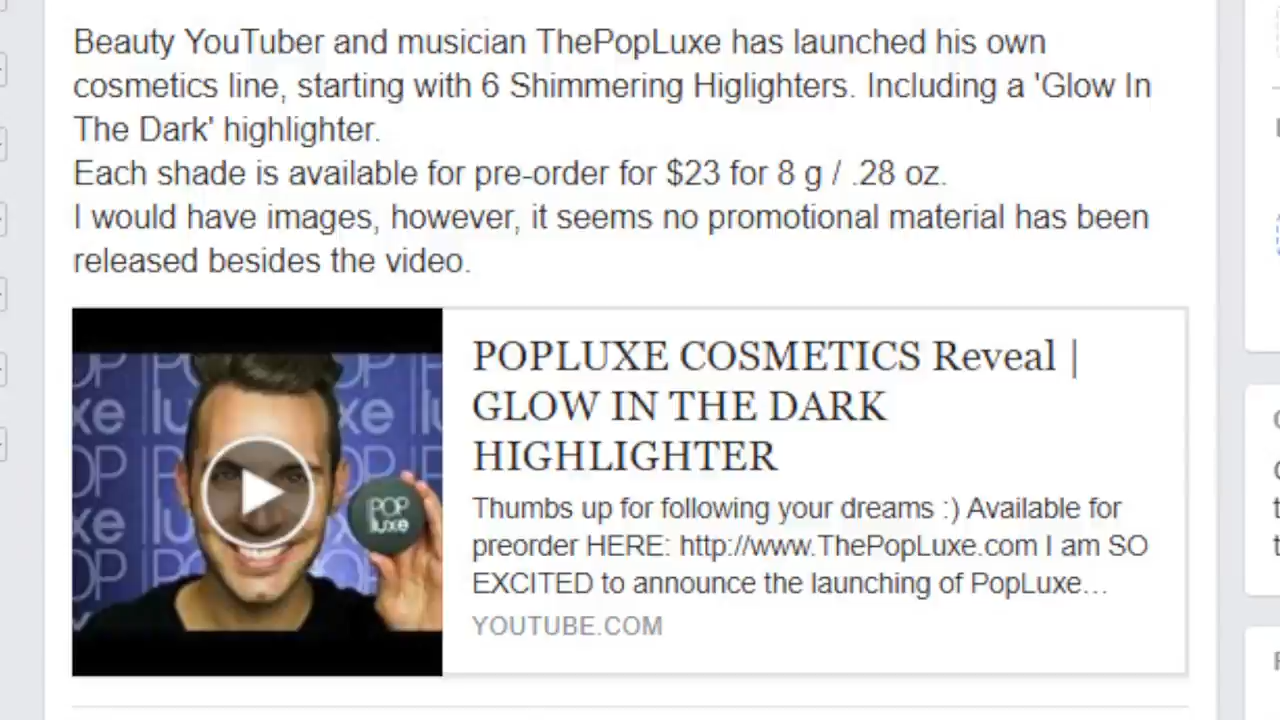 Beauty YouTuber and musician ThePopLuxe has launched his own
cosmetics line, starting with 6 Shimmering Higlighters. Including a 'Glow In
The Dark' highlighter.
Each shade is available for pre-order for $23 for 8 g / .28 oz.
I would have images, however, it seems no promotional material has been
released besides the video.
POPLUXE COSMETICS Reveal |
GLOW IN THE DARK
HIGHLIGHTER
Thumbs up for following your dreams :) Available for
preorder HERE: http://www.ThePopLuxe.com I am SO
EXCITED to announce the launching of PopLuxe...
YOUTUBE.COM
POP
luxe